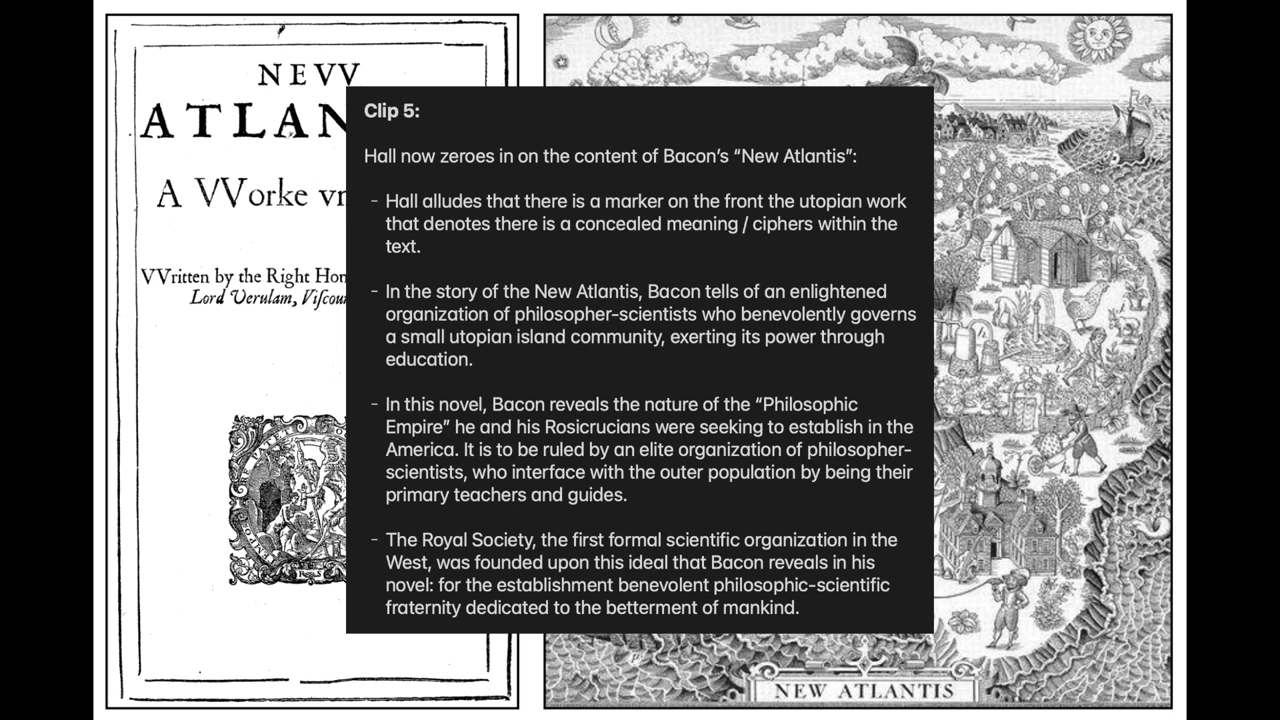 NEVV
ATLAN
A VVorke vn
VVritten by the Right Hon
Lord Verulam, Viſcoun
Clip 5:
Hall now zeroes in on the content of Bacon’s “New Atlantis”:
- Hall alludes that there is a marker on the front the utopian work
that denotes there is a concealed meaning / ciphers within the
text.
- In the story of the New Atlantis, Bacon tells of an enlightened
organization of philosopher-scientists who benevolently governs
a small utopian island community, exerting its power through
education.
- In this novel, Bacon reveals the nature of the “Philosophic
Empire” he and his Rosicrucians were seeking to establish in the
America. It is to be ruled by an elite organization of philosopher-
scientists, who interface with the outer population by being their
primary teachers and guides.
- The Royal Society, the first formal scientific organization in the
West, was founded upon this ideal that Bacon reveals in his
novel: for the establishment benevolent philosophic-scientific
fraternity dedicated to the betterment of mankind.
NEW ATLANTIS